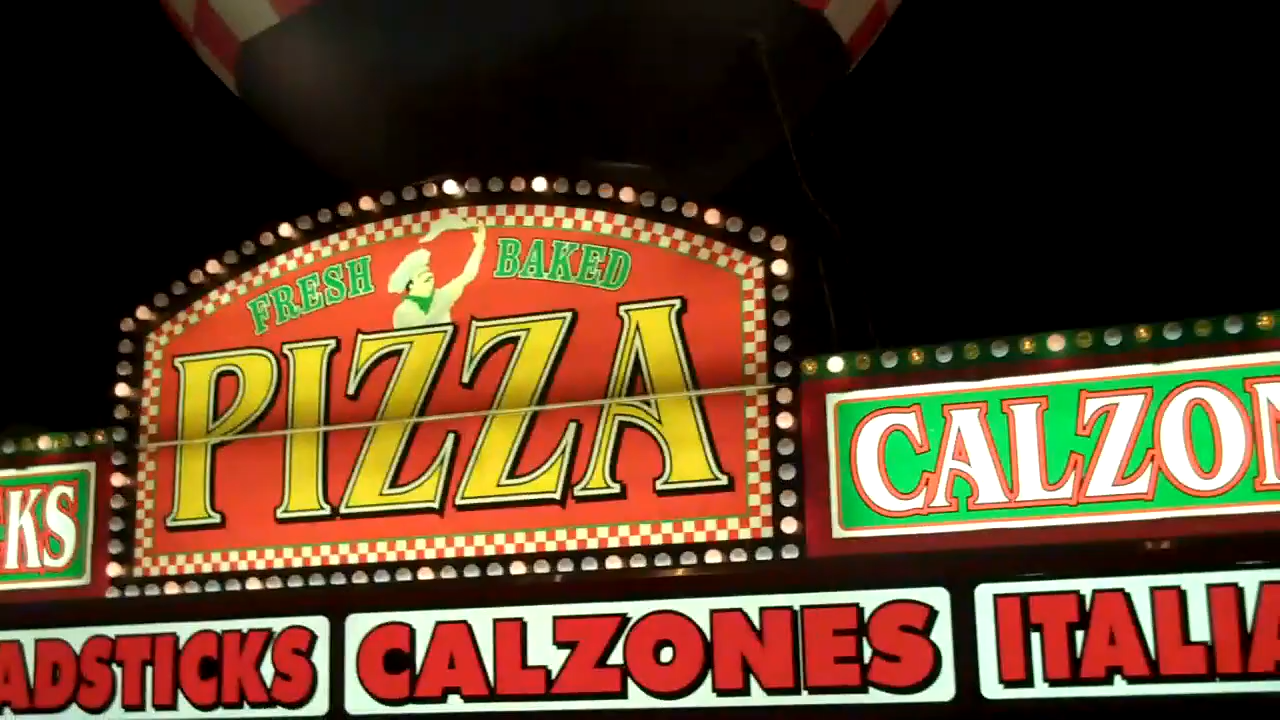 FRESH BAKED
PIZZA
KS
CALZON
ADSTICKS
CALZONES
ITALIA